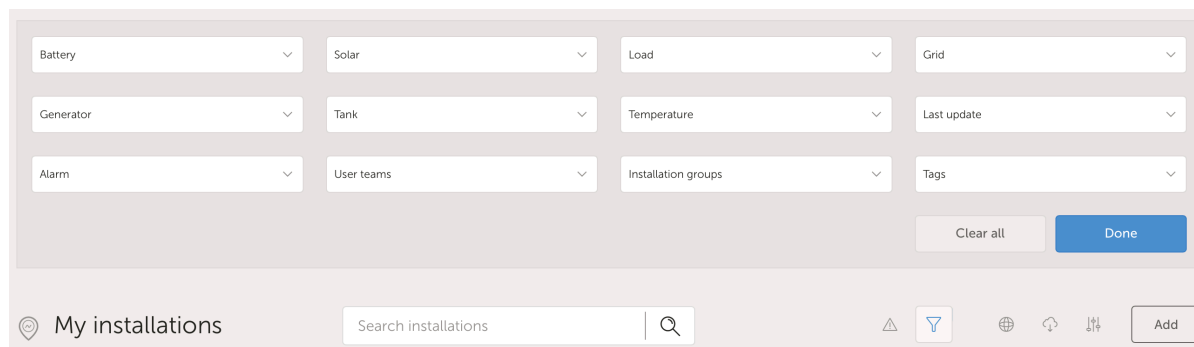 Battery Solar Load Grid
Generator Tank Temperature Last update
Alarm User teams Installation groups Tags
Clear all Done
My installations Search installations Add